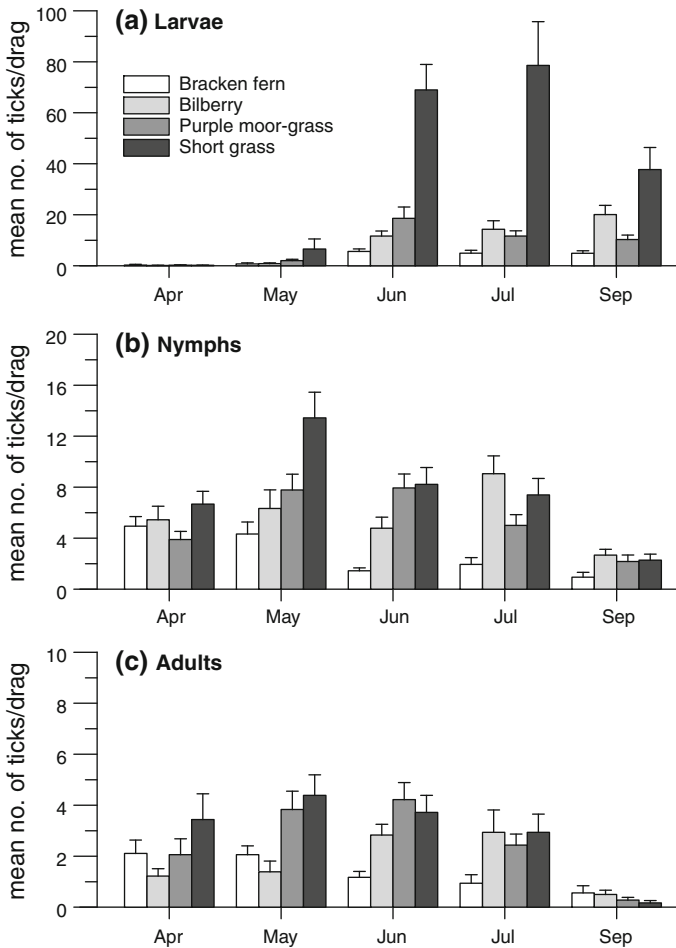 (a) Larvae
mean no. of ticks/drag
100
80
60
40
20
0
Bracken fern
Bilberry
Purple moor-grass
Short grass
Apr May Jun Jul Sep
(b) Nymphs
mean no. of ticks/drag
20
16
12
8
4
0
Apr May Jun Jul Sep
(c) Adults
mean no. of ticks/drag
10
8
6
4
2
0
Apr May Jun Jul Sep